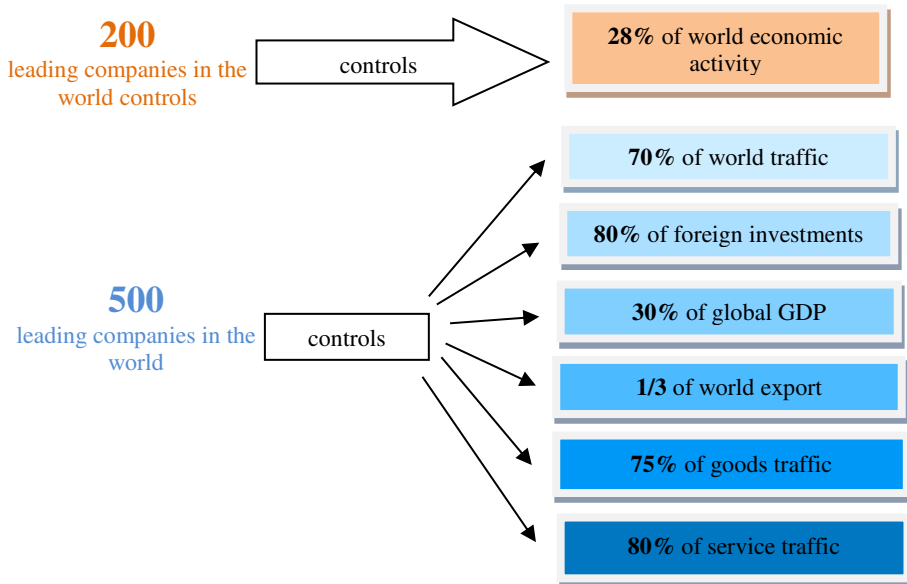 200
leading companies in the
world controls
controls
28% of world economic
activity
500
leading companies in the
world
controls
70% of world traffic
80% of foreign investments
30% of global GDP
1/3 of world export
75% of goods traffic
80% of service traffic